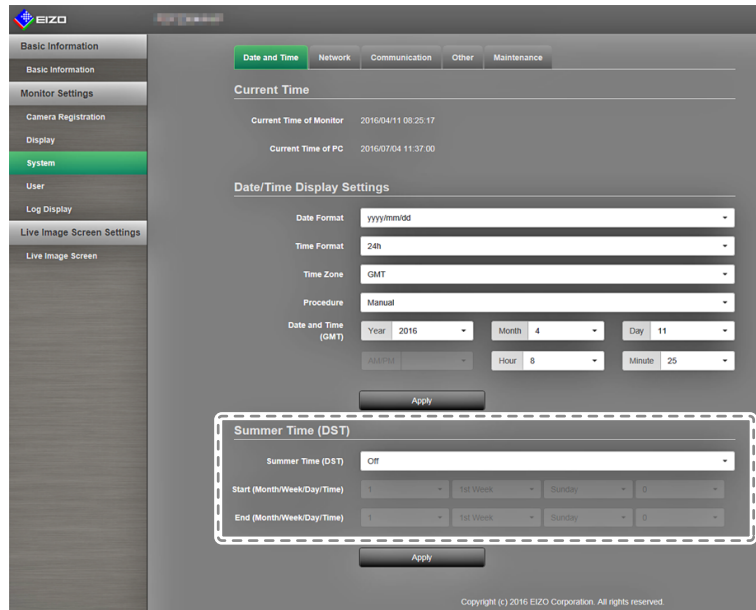 EIZO
Basic Information
Basic Information
Monitor Settings
Camera Registration
Display
System
User
Log Display
Live Image Screen Settings
Live Image Screen
Date and Time Network Communication Other Maintenance
Current Time
Current Time of Monitor 2016/04/11 08:25:17
Current Time of PC 2016/07/04 11:37:00
Date/Time Display Settings
Date Format yyyy/mm/dd
Time Format 24h
Time Zone GMT
Procedure Manual
Date and Time (GMT) Year 2016 Month 4 Day 11
AM/PM Hour 8 Minute 25
Apply
Summer Time (DST)
Summer Time (DST) Off
Start (Month/Week/Day/Time) 1 1st Week Sunday 0
End (Month/Week/Day/Time) 1 1st Week Sunday 0
Apply
Copyright (c) 2016 EIZO Corporation. All rights reserved.